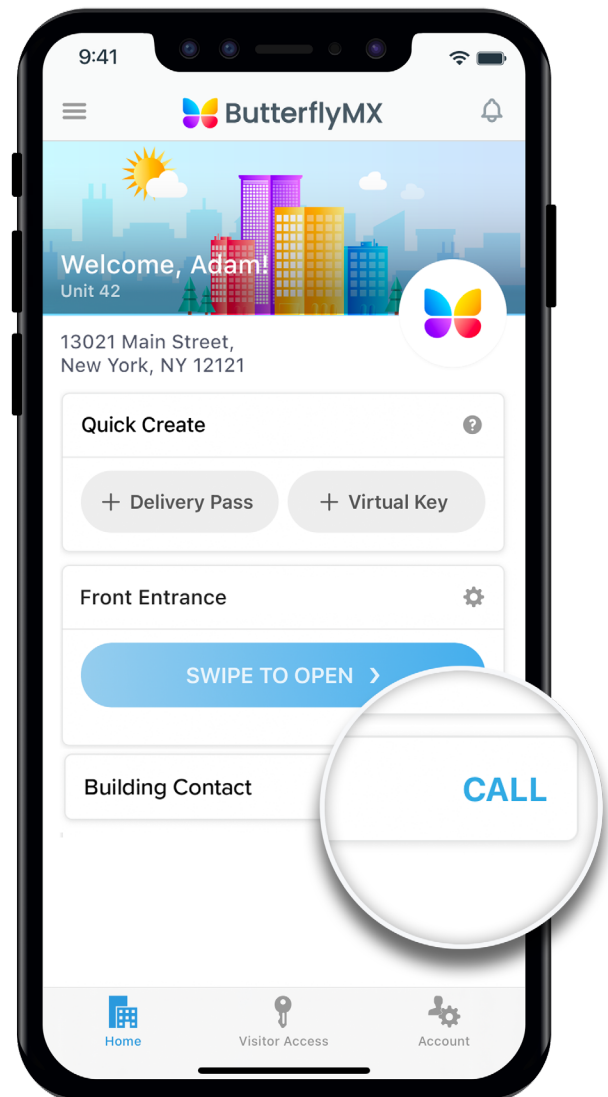 9:41
ButterflyMX
Welcome, Adam!
Unit 42
13021 Main Street,
New York, NY 12121
Quick Create
?
+ Delivery Pass
+ Virtual Key
Front Entrance
SWIPE TO OPEN ❯
Building Contact
CALL
Home
Visitor Access
Account